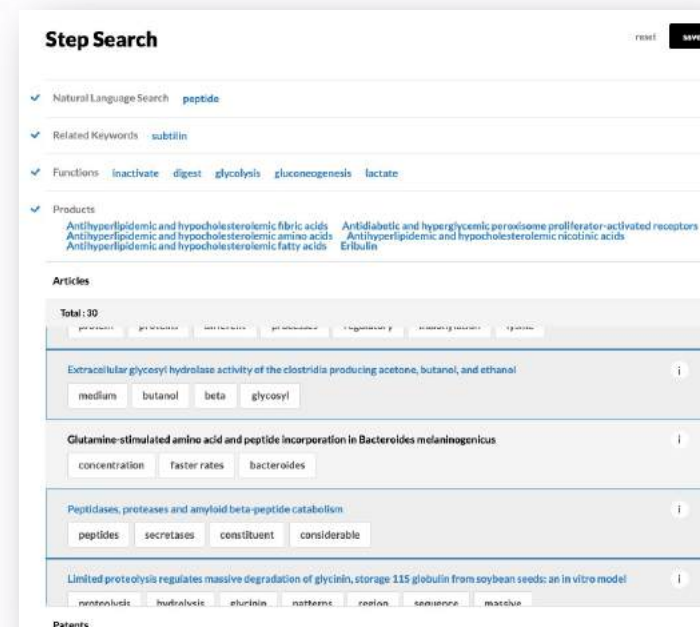 Step Search
reset save
Natural Language Search peptide
Related Keywords subtilin
Functions inactivate digest glycolysis gluconeogenesis lactate
Products
Antihyperlipidemic and hypocholesterolemic fibric acids Antidiabetic and hyperglycemic peroxisome proliferator-activated receptors
Antihyperlipidemic and hypocholesterolemic amino acids Antihyperlipidemic and hypocholesterolemic nicotinic acids
Antihyperlipidemic and hypocholesterolemic fatty acids Eribulin
Articles
Total: 30
protein proteins different processes regulatory
Extracellular glycosyl hydrolase activity of the clostridia producing acetone, butanol, and ethanol
medium butanol beta glycosyl
Glutamine-stimulated amino acid and peptide incorporation in Bacteroides melaninogenicus
concentration faster rates bacteroides
Peptidases, proteases and amyloid beta-peptide catabolism
peptides secretases constituent considerable
Limited proteolysis regulates massive degradation of glycinin, storage 11S globulin from soybean seeds: an in vitro model
proteolysis hydrolysis glycinin patterns region sequence massive
Patents